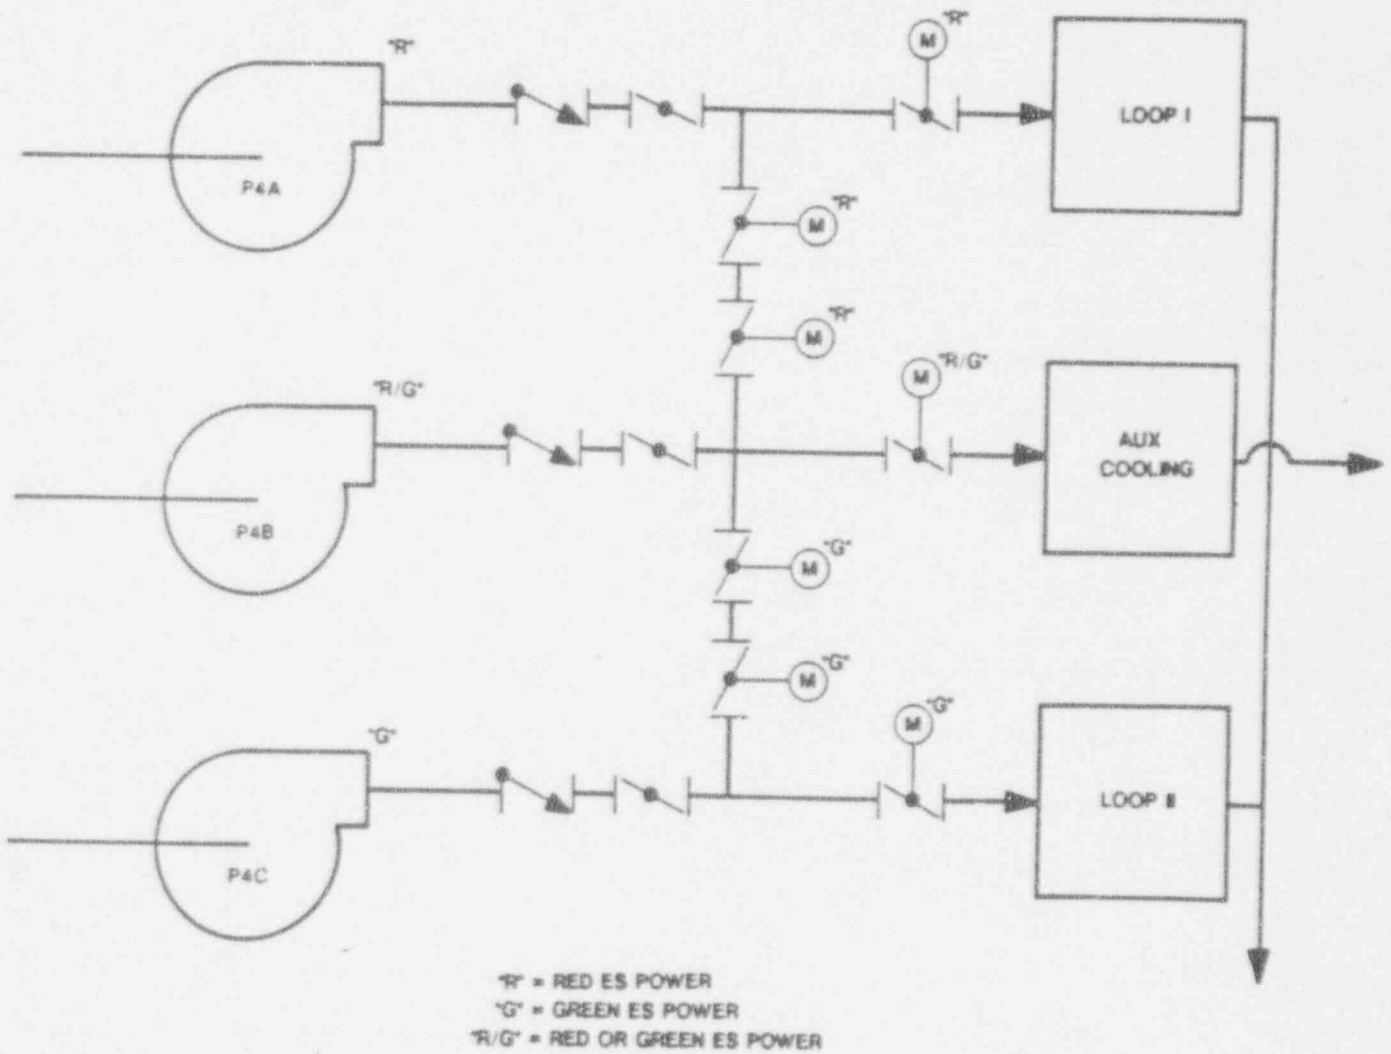 "R"
M "R"
LOOP I
P4A
M "R"
M "R"
"R/G"
M "R/G"
AUX
COOLING
P4B
M "G"
M "G"
"G"
M "G"
LOOP II
P4C
"R" = RED ES POWER
"G" = GREEN ES POWER
"R/G" = RED OR GREEN ES POWER